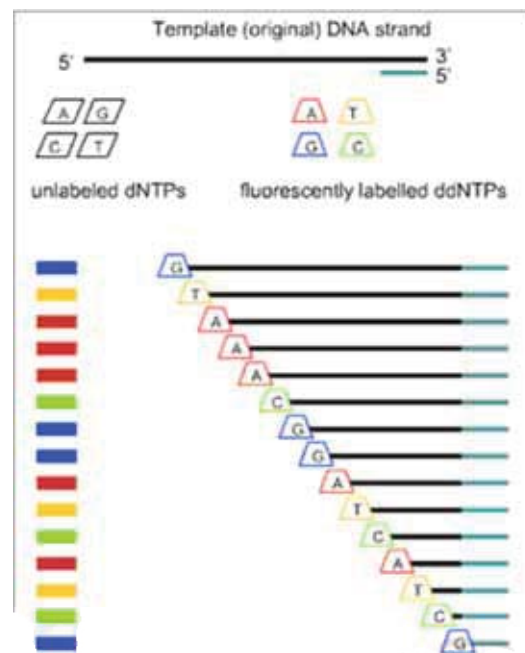 Template (original) DNA strand
5' 3'
5'
A G A T
C T G C
unlabeled dNTPs fluorescently labelled ddNTPs
G
T
A
A
A
C
G
G
A
T
C
A
T
C
G